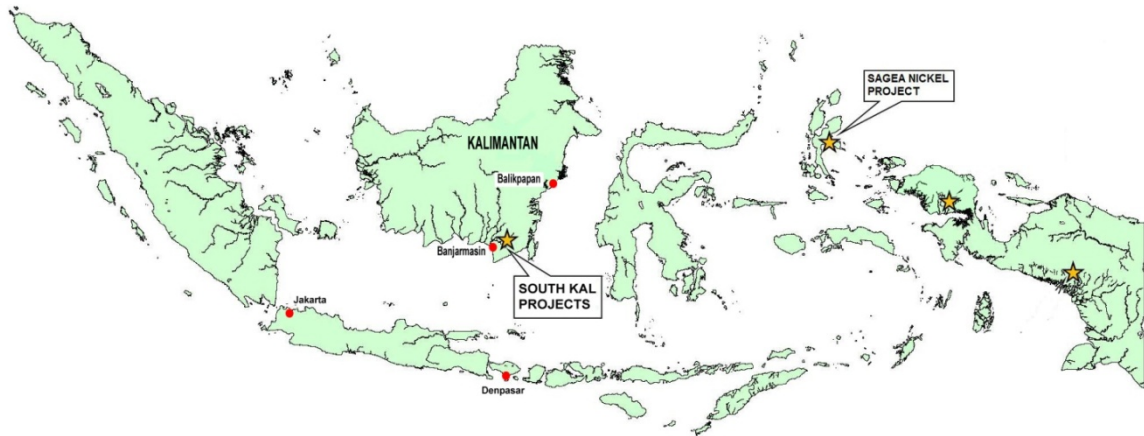 SAGEA NICKEL
PROJECT
KALIMANTAN
Balikpapan
Banjarmasin
SOUTH KAL
PROJECTS
Jakarta
Denpasar